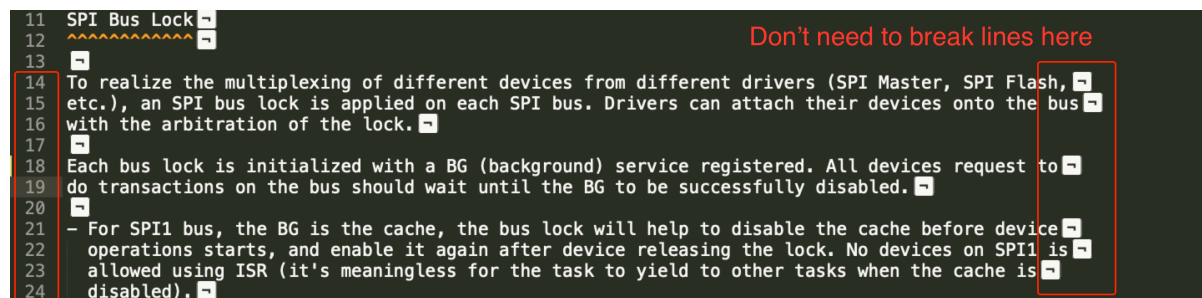 11 SPI Bus Lock¬
12 ^^^^^^^^^^^^¬
Don't need to break lines here
13 ¬
14 To realize the multiplexing of different devices from different drivers (SPI Master, SPI Flash,¬
15 etc.), an SPI bus lock is applied on each SPI bus. Drivers can attach their devices onto the bus¬
16 with the arbitration of the lock.¬
17 ¬
18 Each bus lock is initialized with a BG (background) service registered. All devices request to¬
19 do transactions on the bus should wait until the BG to be successfully disabled.¬
20 ¬
21 - For SPI1 bus, the BG is the cache, the bus lock will help to disable the cache before device¬
22 operations starts, and enable it again after device releasing the lock. No devices on SPI1 is¬
23 allowed using ISR (it's meaningless for the task to yield to other tasks when the cache is¬
24 disabled).¬